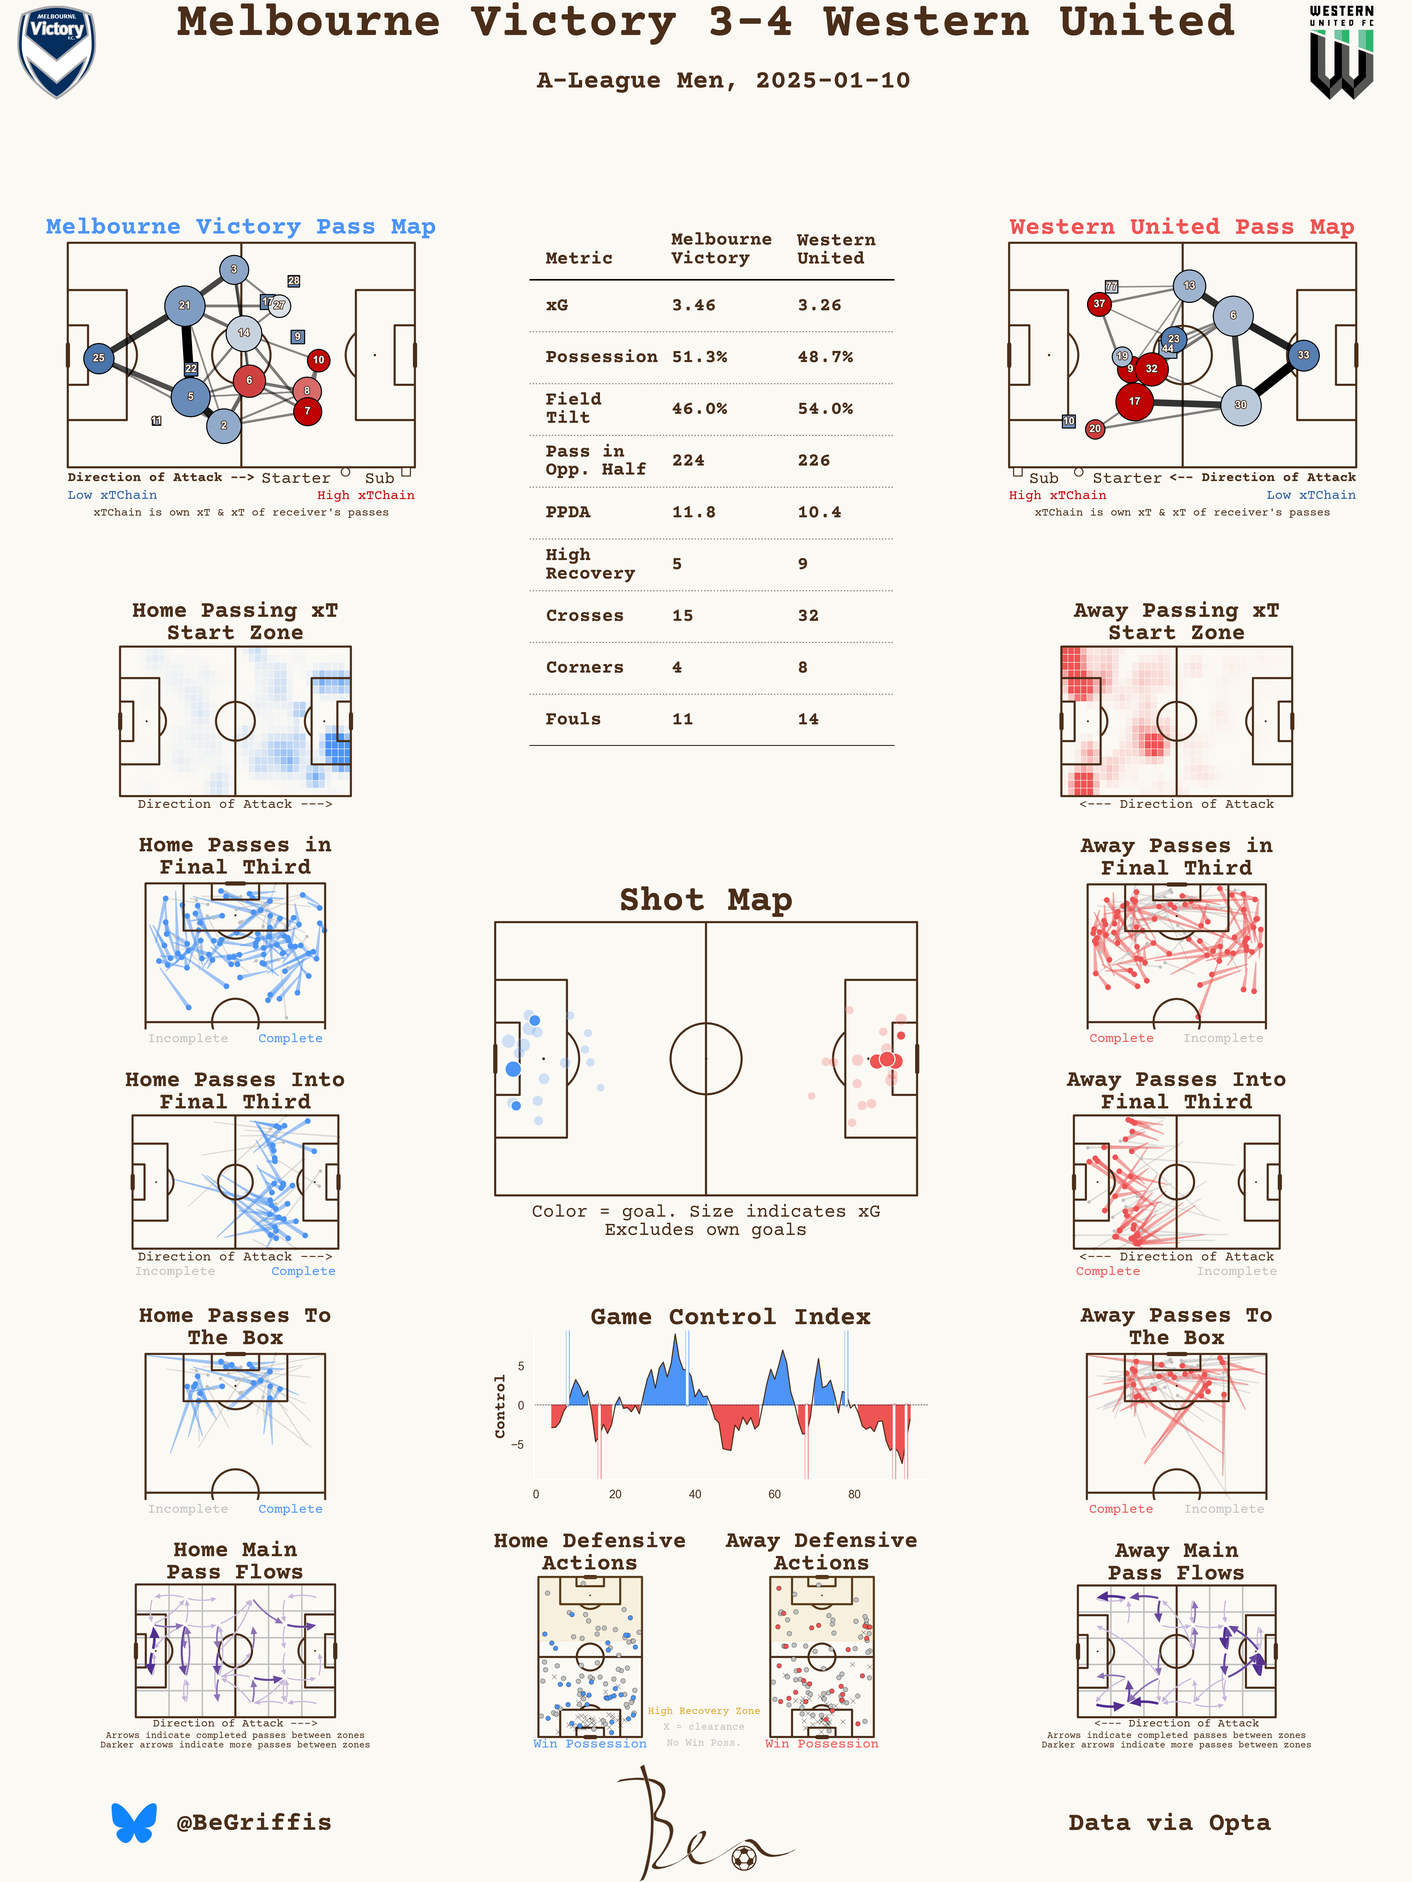 Melbourne Victory 3-4 Western United
A-League Men, 2025-01-10
MELBOURNE
Victory
F.C.
WESTERN
UNITED FC
Melbourne Victory Pass Map
3
28
17
27
21
14
9
25
10
22
6
8
5
7
11
2
Direction of Attack --> Starter Sub
Low xTChain High xTChain
xTChain is own xT & xT of receiver's passes
Metric Melbourne Victory Western United
xG 3.46 3.26
Possession 51.3% 48.7%
Field Tilt 46.0% 54.0%
Pass in Opp. Half 224 226
PPDA 11.8 10.4
High Recovery 5 9
Crosses 15 32
Corners 4 8
Fouls 11 14
Western United Pass Map
77
13
37
6
23
44
19
33
9
32
17
30
10
20
Sub Starter <-- Direction of Attack
High xTChain Low xTChain
xTChain is own xT & xT of receiver's passes
Home Passing xT
Start Zone
Direction of Attack --->
Away Passing xT
Start Zone
<--- Direction of Attack
Home Passes in
Final Third
Incomplete Complete
Away Passes in
Final Third
Complete Incomplete
Shot Map
Color = goal. Size indicates xG
Excludes own goals
Home Passes Into
Final Third
Direction of Attack --->
Incomplete Complete
Away Passes Into
Final Third
<--- Direction of Attack
Complete Incomplete
Home Passes To
The Box
Incomplete Complete
Game Control Index
Control
5
0
−5
0 20 40 60 80
Away Passes To
The Box
Complete Incomplete
Home Main
Pass Flows
Direction of Attack --->
Arrows indicate completed passes between zones
Darker arrows indicate more passes between zones
Home Defensive
Actions
Win Possession
Away Defensive
Actions
Win Possession
High Recovery Zone
X = clearance
No Win Poss.
Away Main
Pass Flows
<--- Direction of Attack
Arrows indicate completed passes between zones
Darker arrows indicate more passes between zones
@BeGriffis
Ben
Data via Opta